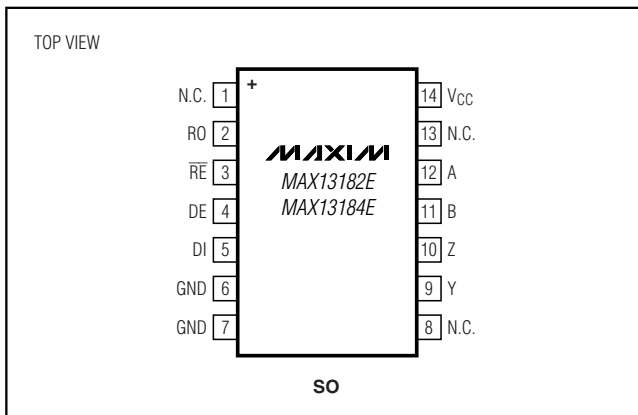 TOP VIEW
N.C. 1 + 14 VCC
RO 2 13 N.C.
MAXIM
R̅E̅ 3 12 A
MAX13182E
DE 4 MAX13184E 11 B
DI 5 10 Z
GND 6 9 Y
GND 7 8 N.C.
SO